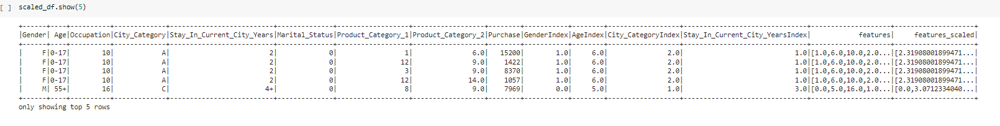 [ ] scaled_df.show(5)
+------+----+----------+-------------+--------------------------+--------------+------------------+------------------+--------+-----------+--------+------------------+-------------------------------+--------------------+--------------------+
|Gender| Age|Occupation|City_Category|Stay_In_Current_City_Years|Marital_Status|Product_Category_1|Product_Category_2|Purchase|GenderIndex|AgeIndex|City_CategoryIndex|Stay_In_Current_City_YearsIndex|            features|     features_scaled|
+------+----+----------+-------------+--------------------------+--------------+------------------+------------------+--------+-----------+--------+------------------+-------------------------------+--------------------+--------------------+
|     F|0-17|        10|            A|                         2|             0|                 1|               6.0|   15200|        1.0|     6.0|               2.0|                            1.0|[1.0,6.0,10.0,2.0...|[2.31908001899471...|
|     F|0-17|        10|            A|                         2|             0|                12|               9.0|    1422|        1.0|     6.0|               2.0|                            1.0|[1.0,6.0,10.0,2.0...|[2.31908001899471...|
|     F|0-17|        10|            A|                         2|             0|                 3|               9.0|    8370|        1.0|     6.0|               2.0|                            1.0|[1.0,6.0,10.0,2.0...|[2.31908001899471...|
|     F|0-17|        10|            A|                         2|             0|                12|              14.0|    1057|        1.0|     6.0|               2.0|                            1.0|[1.0,6.0,10.0,2.0...|[2.31908001899471...|
|     M| 55+|        16|            C|                        4+|             0|                 8|               9.0|    7969|        0.0|     5.0|               1.0|                            3.0|[0.0,5.0,16.0,1.0...|[0.0,3.0712334040...|
+------+----+----------+-------------+--------------------------+--------------+------------------+------------------+--------+-----------+--------+------------------+-------------------------------+--------------------+--------------------+
only showing top 5 rows